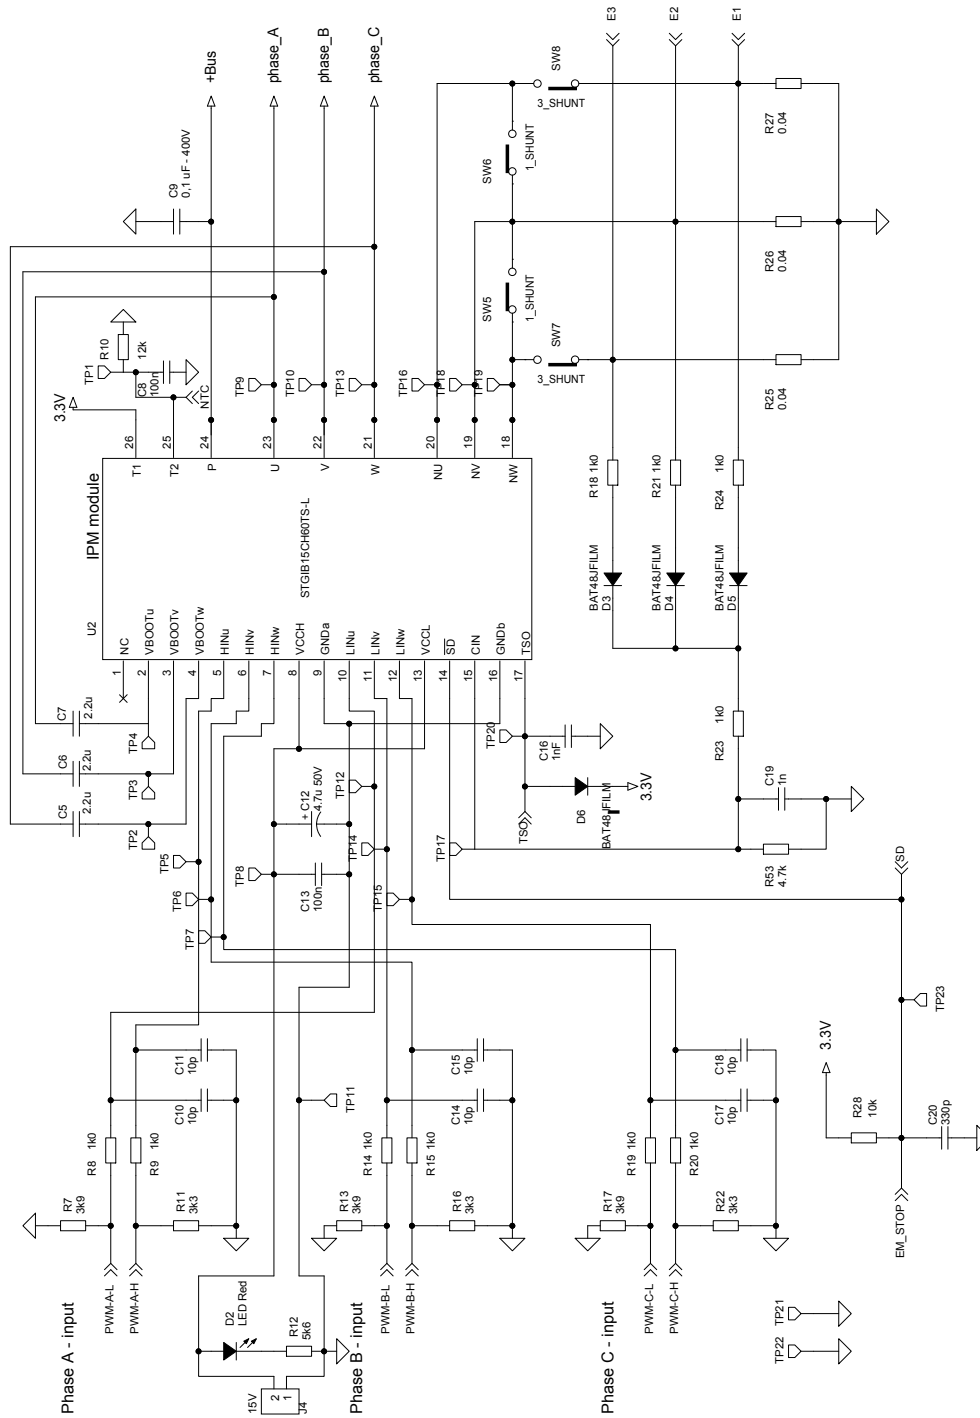 Phase A - input
PWM-A-L
PWM-A-H
R7
3k9
R8 1k0
R9 1k0
R11
3k3
C10
10p
C11
10p
15V
2
1
J4
D2
LED Red
R12
5k6
TP11
Phase B - input
PWM-B-L
PWM-B-H
R13
3k9
R14 1k0
R15 1k0
R16
3k3
C14
10p
C15
10p
Phase C - input
PWM-C-L
PWM-C-H
R17
3k9
R19 1k0
R20 1k0
R22
3k3
C17
10p
C18
10p
TP22
TP21
EM_STOP
3.3V
R28
10k
C20
330p
TP23
SD
TP7
TP6
TP5
TP8
C13
100n
+ C12
4.7u 50V
TP12
TP14
TP15
TP2
TP3
TP4
C5
2.2u
C6
2.2u
C7
2.2u
TP17
R53
4.7k
C19
1n
R23
1k0
TSO
D6
BAT48JFILM
3.3V
C16
1nF
TP20
U2
IPM module
STGIB15CH60TS-L
1
NC
2
VBOOTu
3
VBOOTv
4
VBOOTw
5
HINu
6
HINv
7
HINw
8
VCCH
9
GNDa
10
LINu
11
LINv
12
LINw
13
VCCL
14
SD
15
CIN
16
GNDb
17
TSO
T1
26
T2
25
P
24
U
23
V
22
W
21
NU
20
NV
19
NW
18
3.3V
TP1
R10
12k
C8
100n
NTC
C9
0,1 uF - 400V
+Bus
phase_A
phase_B
phase_C
TP9
TP10
TP13
TP16
TP18
TP19
SW5
1_SHUNT
SW6
1_SHUNT
SW7
3_SHUNT
SW8
3_SHUNT
E3
E2
E1
R25
0.04
R26
0.04
R27
0.04
D3
BAT48JFILM
D4
BAT48JFILM
D5
BAT48JFILM
R18 1k0
R21 1k0
R24 1k0